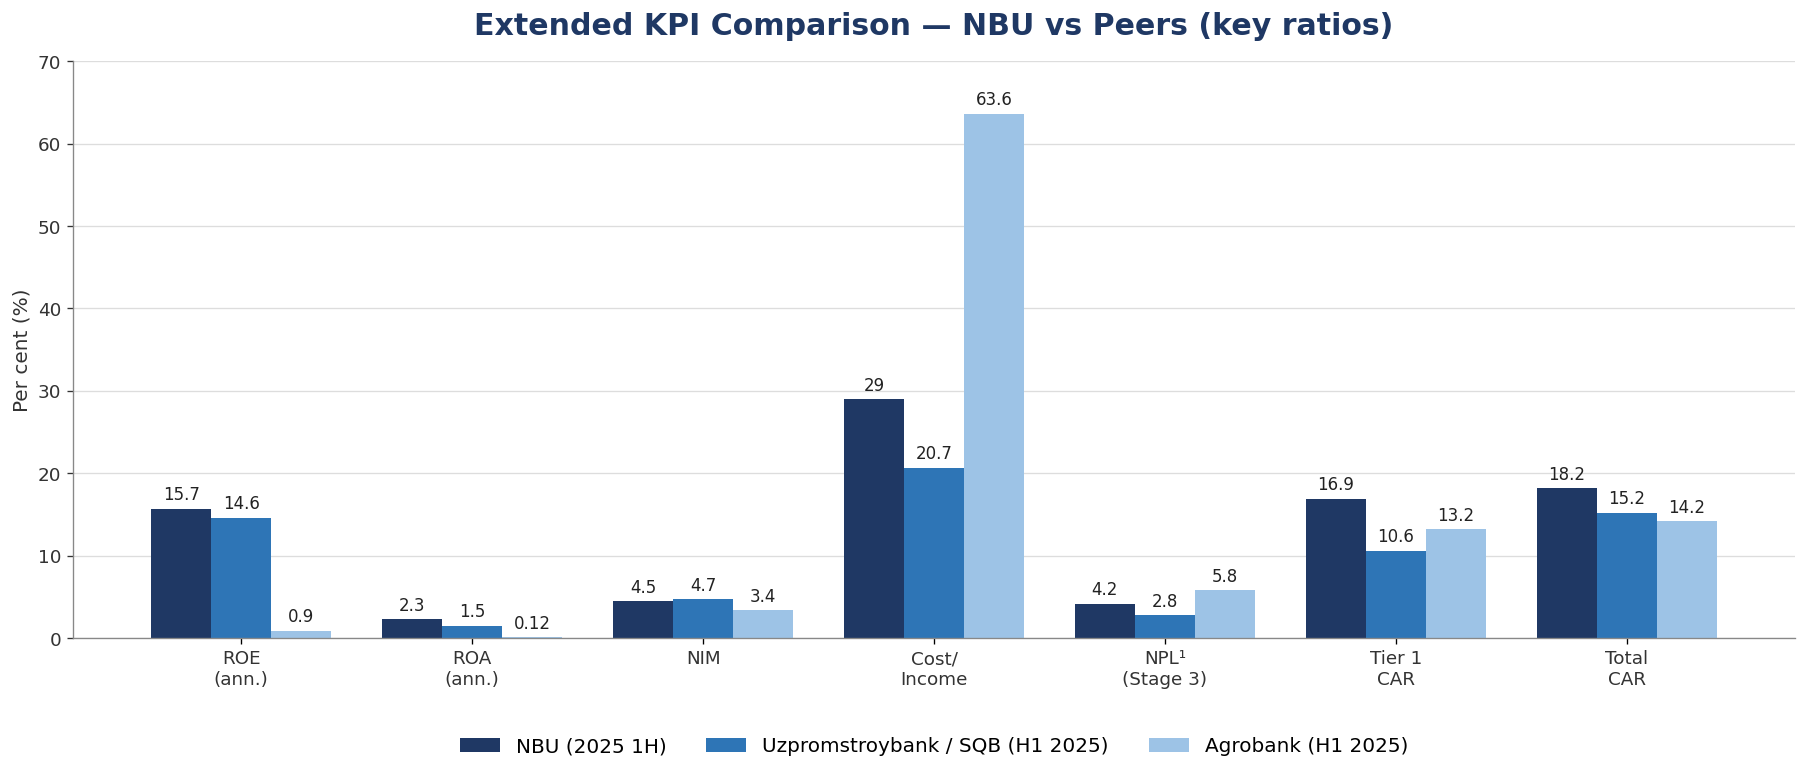 Extended KPI Comparison — NBU vs Peers (key ratios)
Per cent (%)
70
60
50
40
30
20
10
0
15.7
14.6
0.9
2.3
1.5
0.12
4.5
4.7
3.4
29
20.7
63.6
4.2
2.8
5.8
16.9
10.6
13.2
18.2
15.2
14.2
ROE
(ann.)
ROA
(ann.)
NIM
Cost/
Income
NPL¹
(Stage 3)
Tier 1
CAR
Total
CAR
NBU (2025 1H)
Uzpromstroybank / SQB (H1 2025)
Agrobank (H1 2025)